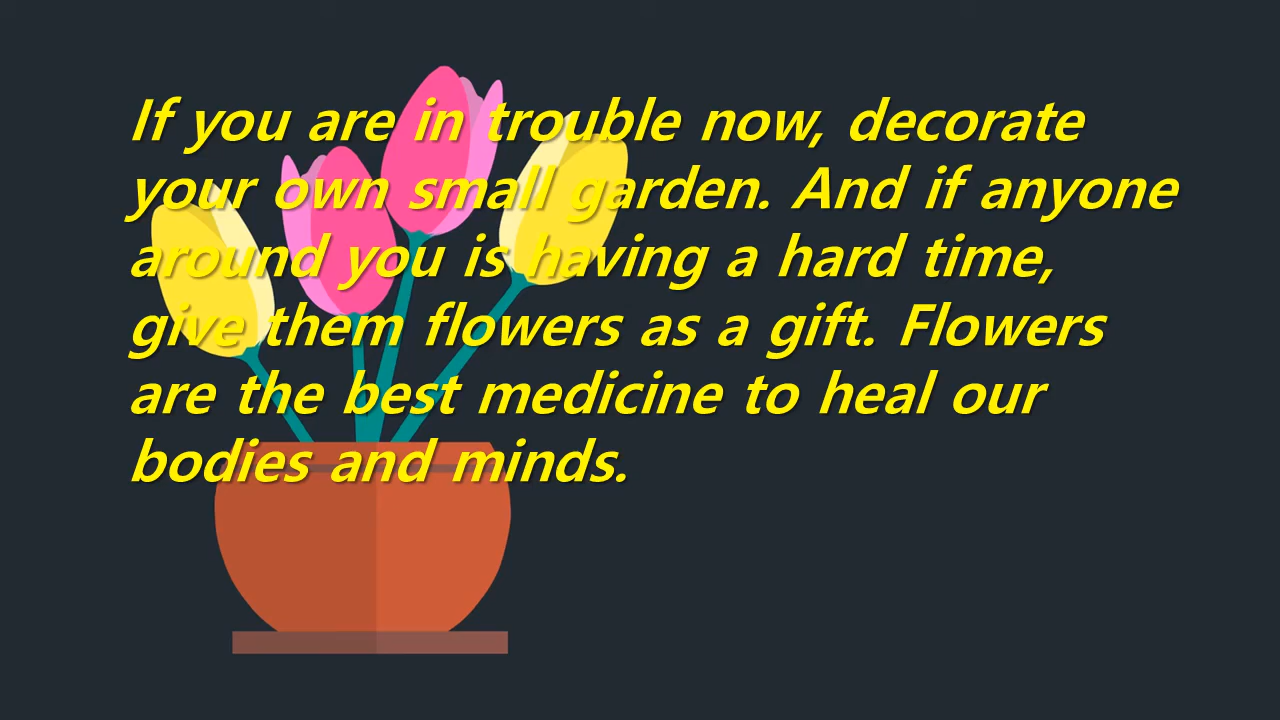 If you are in trouble now, decorate
your own small garden. And if anyone
around you is having a hard time,
give them flowers as a gift. Flowers
are the best medicine to heal our
bodies and minds.